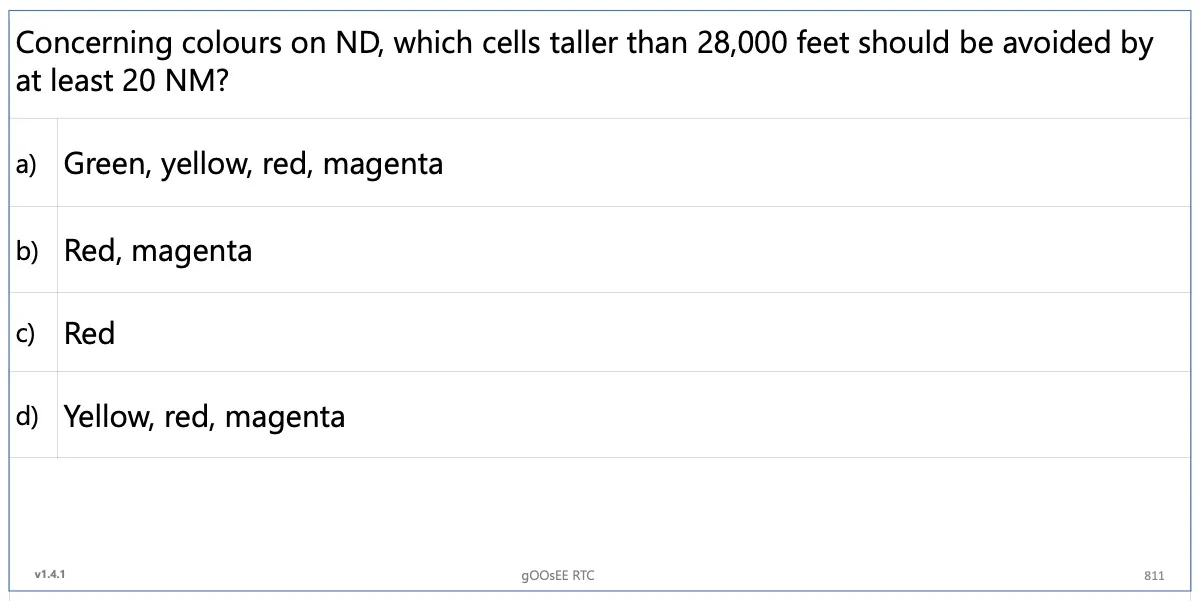 Concerning colours on ND, which cells taller than 28,000 feet should be avoided by
at least 20 NM?
a) Green, yellow, red, magenta
b) Red, magenta
c) Red
d) Yellow, red, magenta
v1.4.1 gOOsEE RTC 811